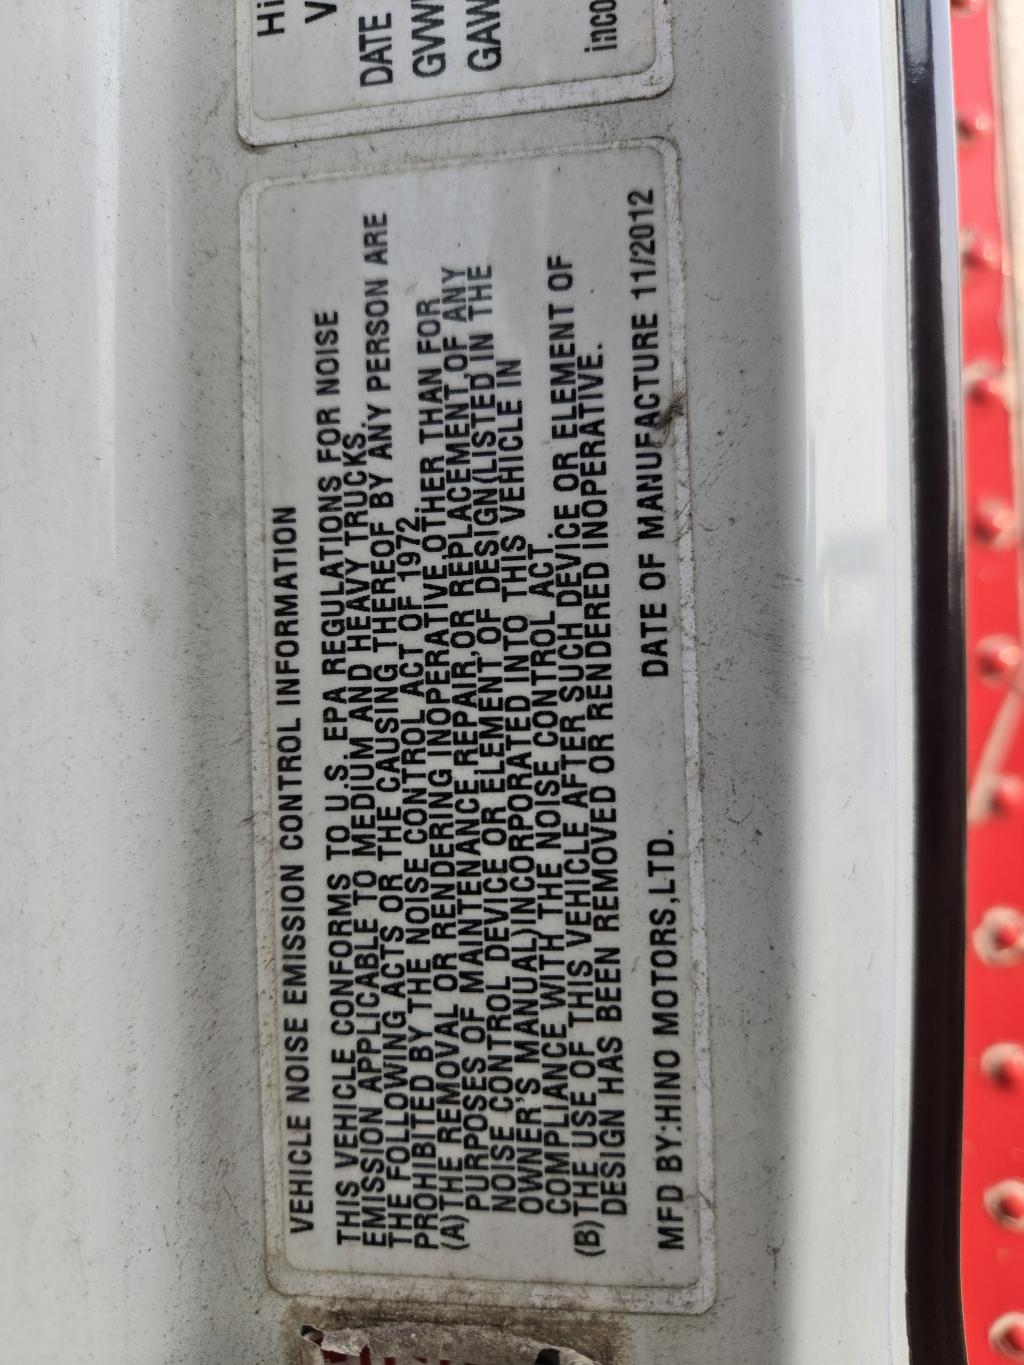 VEHICLE NOISE EMISSION CONTROL INFORMATION
THIS VEHICLE CONFORMS TO U.S. EPA REGULATIONS FOR NOISE
EMISSION APPLICABLE TO MEDIUM AND HEAVY TRUCKS.
THE FOLLOWING ACTS OR THE CAUSING THEREOF BY ANY PERSON ARE
PROHIBITED BY THE NOISE CONTROL ACT OF 1972.
(A)THE REMOVAL OR RENDERING INOPERATIVE,OTHER THAN FOR
PURPOSES OF MAINTENANCE,REPAIR,OR REPLACEMENT,OF ANY
NOISE CONTROL DEVICE OR ELEMENT,OF DESIGN(LISTED IN THE
OWNER'S MANUAL)INCORPORATED INTO THIS VEHICLE IN
COMPLIANCE WITH THE NOISE CONTROL ACT.
(B)THE USE OF THIS VEHICLE AFTER SUCH DEVICE OR ELEMENT OF
DESIGN HAS BEEN REMOVED OR RENDERED INOPERATIVE.
MFD BY:HINO MOTORS,LTD. DATE OF MANUFACTURE 11/2012
DATE